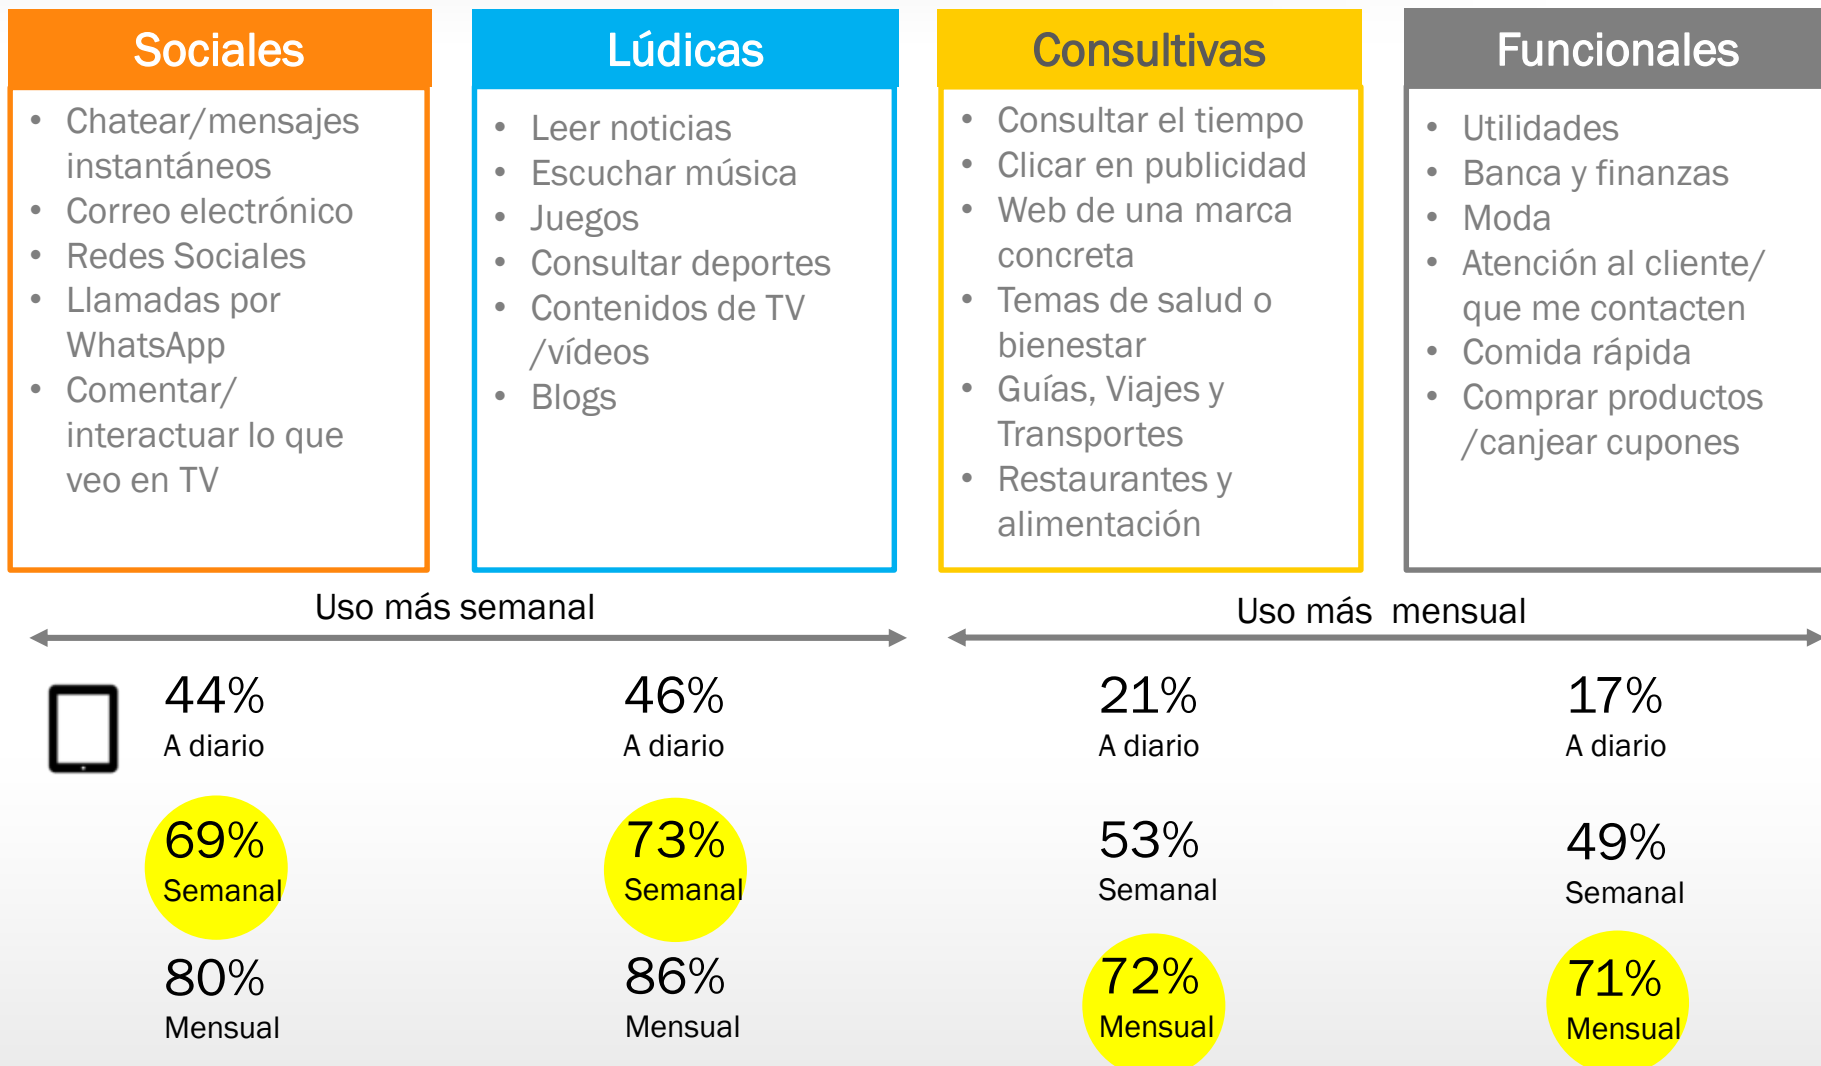 Sociales
• Chatear/mensajes
instantáneos
• Correo electrónico
• Redes Sociales
• Llamadas por
WhatsApp
• Comentar/
interactuar lo que
veo en TV
Lúdicas
• Leer noticias
• Escuchar música
• Juegos
• Consultar deportes
• Contenidos de TV
/vídeos
• Blogs
Consultivas
• Consultar el tiempo
• Clicar en publicidad
• Web de una marca
concreta
• Temas de salud o
bienestar
• Guías, Viajes y
Transportes
• Restaurantes y
alimentación
Funcionales
• Utilidades
• Banca y finanzas
• Moda
• Atención al cliente/
que me contacten
• Comida rápida
• Comprar productos
/canjear cupones
Uso más semanal
Uso más mensual
44%
A diario
46%
A diario
21%
A diario
17%
A diario
69%
Semanal
73%
Semanal
53%
Semanal
49%
Semanal
80%
Mensual
86%
Mensual
72%
Mensual
71%
Mensual